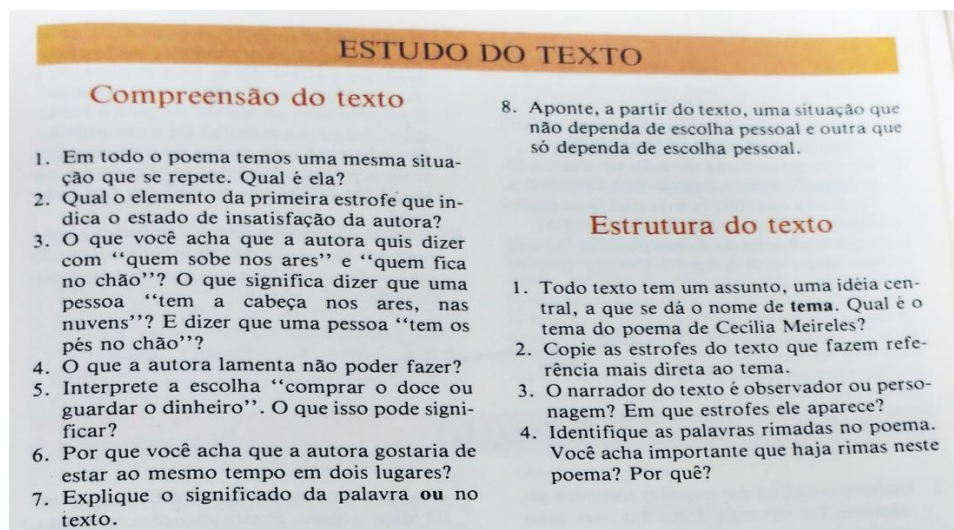 ESTUDO DO TEXTO
Compreensão do texto
1. Em todo o poema temos uma mesma situa-
ção que se repete. Qual é ela?
2. Qual o elemento da primeira estrofe que in-
dica o estado de insatisfação da autora?
3. O que você acha que a autora quis dizer
com “quem sobe nos ares” e “quem fica
no chão”? O que significa dizer que uma
pessoa “tem a cabeça nos ares, nas
nuvens”? E dizer que uma pessoa “tem os
pés no chão”?
4. O que a autora lamenta não poder fazer?
5. Interprete a escolha “comprar o doce ou
guardar o dinheiro”. O que isso pode signi-
ficar?
6. Por que você acha que a autora gostaria de
estar ao mesmo tempo em dois lugares?
7. Explique o significado da palavra ou no
texto.
8. Aponte, a partir do texto, uma situação que
não dependa de escolha pessoal e outra que
só dependa de escolha pessoal.
Estrutura do texto
1. Todo texto tem um assunto, uma idéia cen-
tral, a que se dá o nome de tema. Qual é o
tema do poema de Cecília Meireles?
2. Copie as estrofes do texto que fazem refe-
rência mais direta ao tema.
3. O narrador do texto é observador ou perso-
nagem? Em que estrofes ele aparece?
4. Identifique as palavras rimadas no poema.
Você acha importante que haja rimas neste
poema? Por quê?